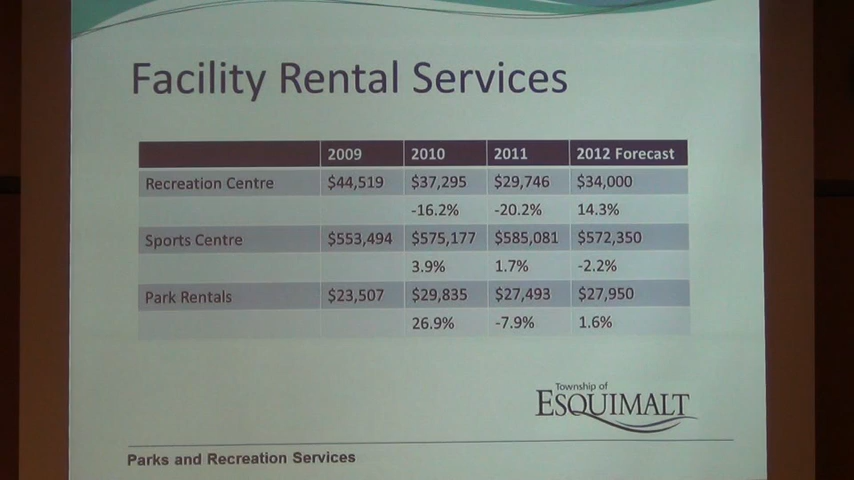 Facility Rental Services
2009 2010 2011 2012 Forecast
Recreation Centre $44,519 $37,295 $29,746 $34,000
-16.2% -20.2% 14.3%
Sports Centre $553,494 $575,177 $585,081 $572,350
3.9% 1.7% -2.2%
Park Rentals $23,507 $29,835 $27,493 $27,950
26.9% -7.9% 1.6%
Township of
ESQUIMALT
Parks and Recreation Services